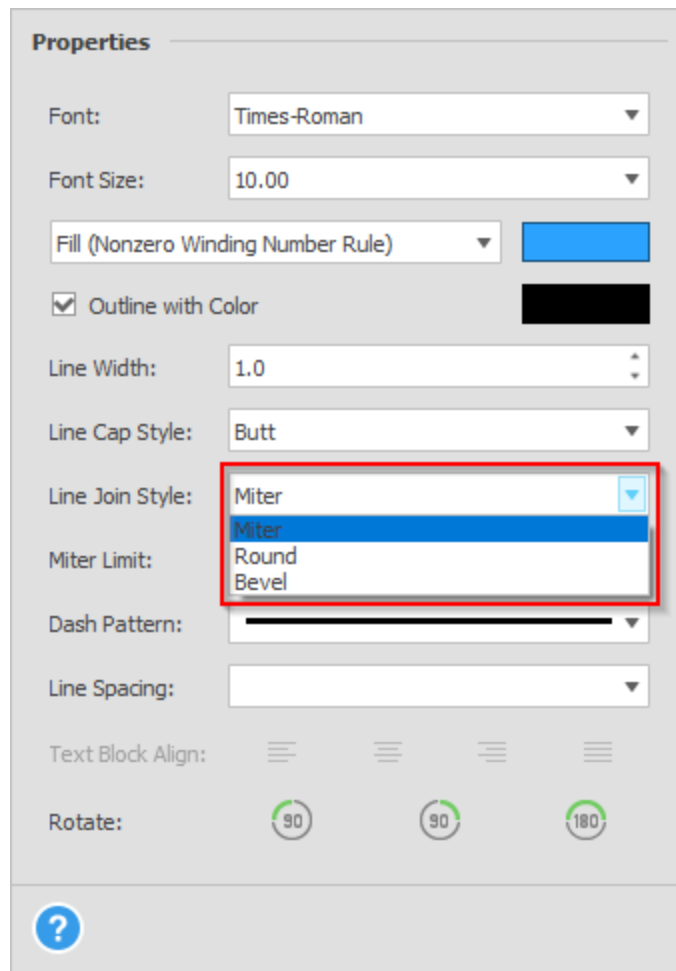 Properties
Font: Times-Roman
Font Size: 10.00
Fill (Nonzero Winding Number Rule)
Outline with Color
Line Width: 1.0
Line Cap Style: Butt
Line Join Style: Miter
Miter
Miter Limit: Round
Bevel
Dash Pattern:
Line Spacing:
Text Block Align:
Rotate: 90 90 180
?